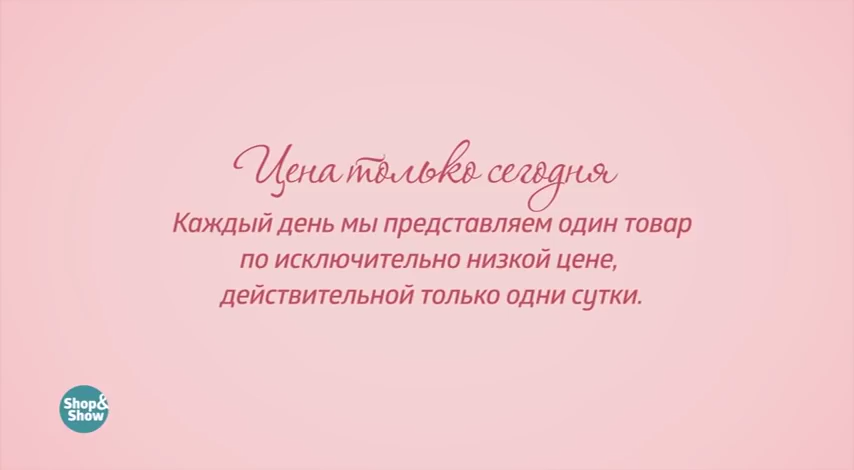 Цена только сегодня
Каждый день мы представляем один товар
по исключительно низкой цене,
действительной только одни сутки.
Shop&
Show